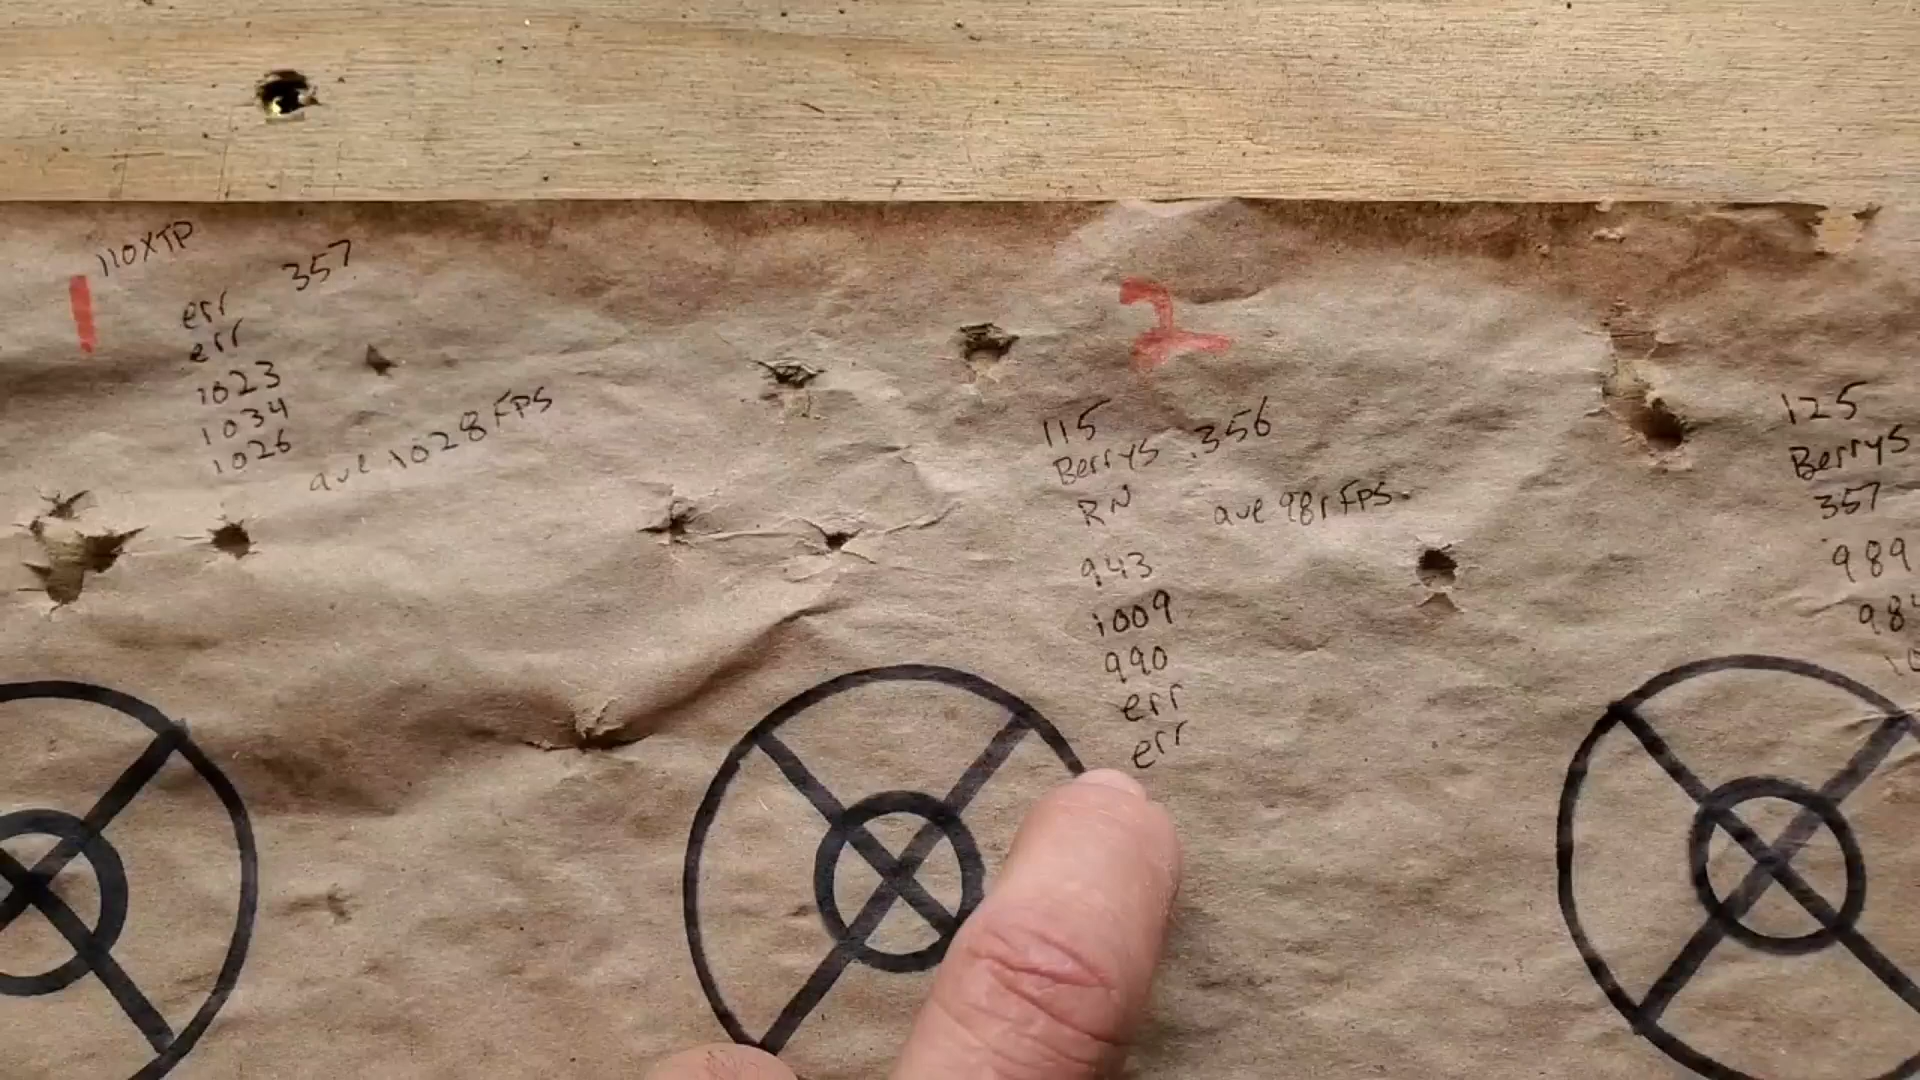 1
110XTP
357
err
err
1023
1034
1026
ave 1028 FPS
2
115
Berrys .356
RN
ave 981 FPS
943
1009
990
err
err
125
Berrys
357
989